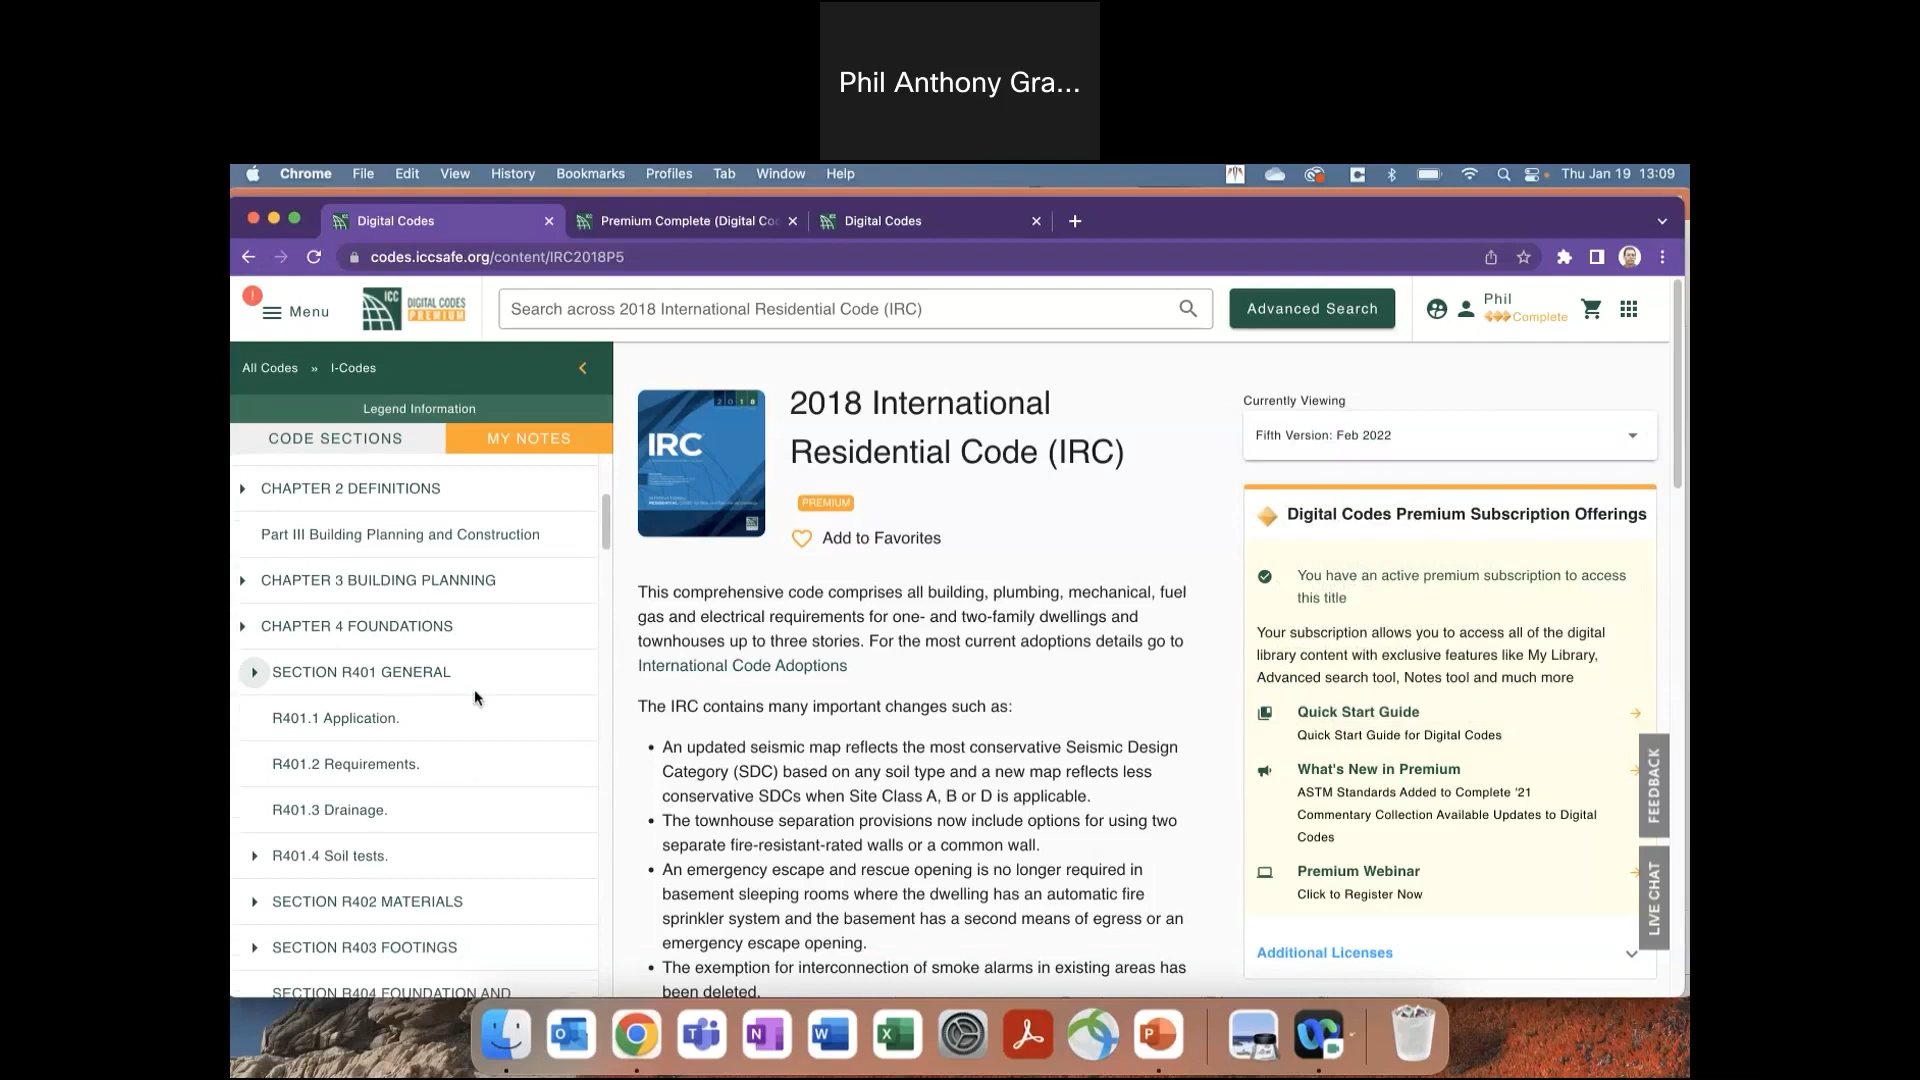 Phil Anthony Gra...
Chrome File Edit View History Bookmarks Profiles Tab Window Help
Thu Jan 19 13:09
Digital Codes
Premium Complete (Digital Co
Digital Codes
codes.iccsafe.org/content/IRC2018P5
! Menu
ICC DIGITAL CODES PREMIUM
Search across 2018 International Residential Code (IRC)
Advanced Search
Phil
Complete
All Codes » I-Codes
Legend Information
CODE SECTIONS
MY NOTES
CHAPTER 2 DEFINITIONS
Part III Building Planning and Construction
CHAPTER 3 BUILDING PLANNING
CHAPTER 4 FOUNDATIONS
SECTION R401 GENERAL
R401.1 Application.
R401.2 Requirements.
R401.3 Drainage.
R401.4 Soil tests.
SECTION R402 MATERIALS
SECTION R403 FOOTINGS
SECTION R404 FOUNDATION AND
2018
IRC
2018 International
Residential Code (IRC)
PREMIUM
Add to Favorites
This comprehensive code comprises all building, plumbing, mechanical, fuel
gas and electrical requirements for one- and two-family dwellings and
townhouses up to three stories. For the most current adoptions details go to
International Code Adoptions
The IRC contains many important changes such as:
• An updated seismic map reflects the most conservative Seismic Design
Category (SDC) based on any soil type and a new map reflects less
conservative SDCs when Site Class A, B or D is applicable.
• The townhouse separation provisions now include options for using two
separate fire-resistant-rated walls or a common wall.
• An emergency escape and rescue opening is no longer required in
basement sleeping rooms where the dwelling has an automatic fire
sprinkler system and the basement has a second means of egress or an
emergency escape opening.
• The exemption for interconnection of smoke alarms in existing areas has
been deleted.
Currently Viewing
Fifth Version: Feb 2022
Digital Codes Premium Subscription Offerings
You have an active premium subscription to access
this title
Your subscription allows you to access all of the digital
library content with exclusive features like My Library,
Advanced search tool, Notes tool and much more
Quick Start Guide
Quick Start Guide for Digital Codes
What's New in Premium
ASTM Standards Added to Complete '21
Commentary Collection Available Updates to Digital
Codes
Premium Webinar
Click to Register Now
Additional Licenses
FEEDBACK
LIVE CHAT